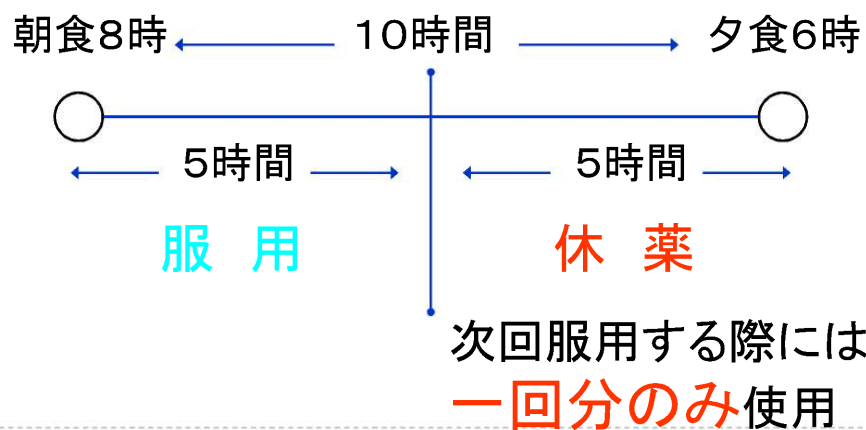 朝食8時 10時間 夕食6時
5時間 5時間
服 用 休 薬
次回服用する際には
一回分のみ使用